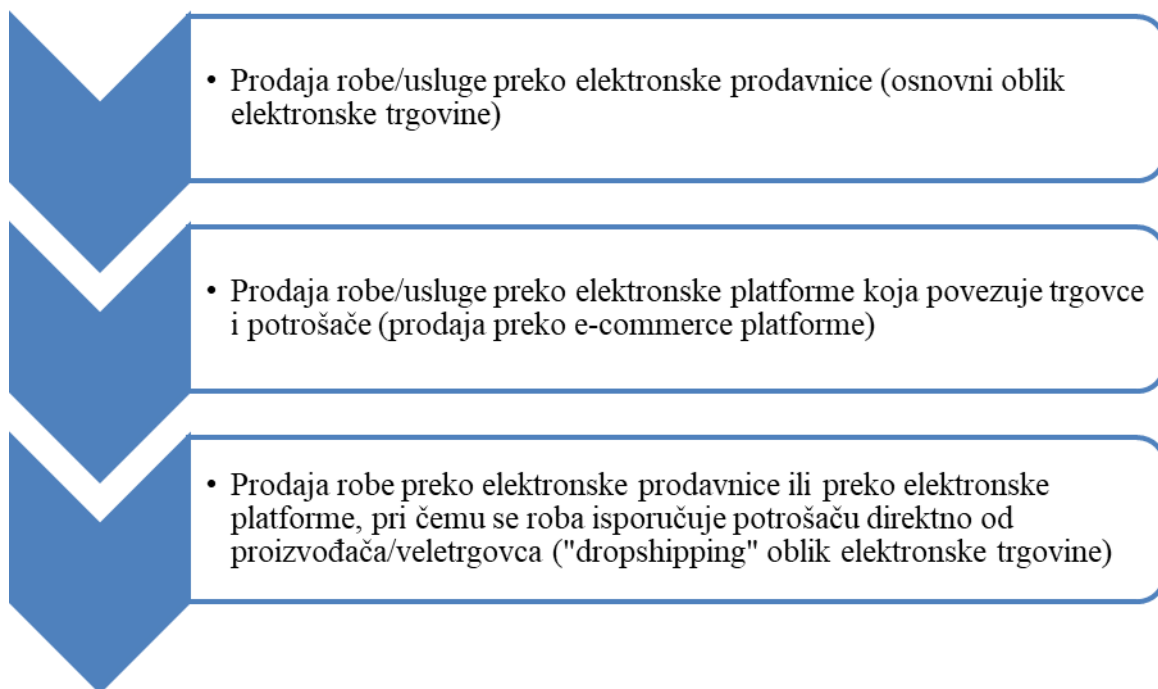 • Prodaja robe/usluge preko elektronske prodavnice (osnovni oblik
elektronske trgovine)
• Prodaja robe/usluge preko elektronske platforme koja povezuje trgovce
i potrošače (prodaja preko e-commerce platforme)
• Prodaja robe preko elektronske prodavnice ili preko elektronske
platforme, pri čemu se roba isporučuje potrošaču direktno od
proizvođača/veletrgovca ("dropshipping" oblik elektronske trgovine)